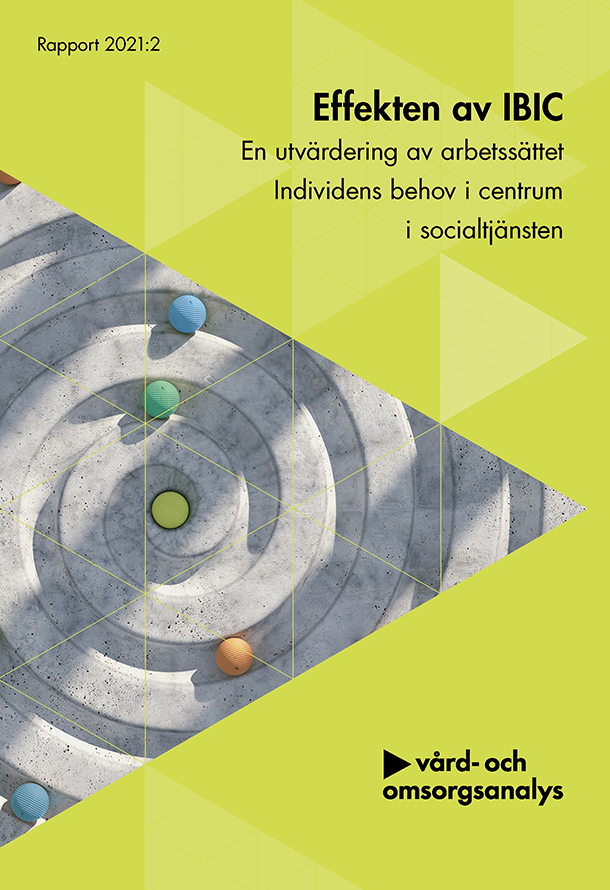 Rapport 2021:2
Effekten av IBIC
En utvärdering av arbetssättet
Individens behov i centrum
i socialtjänsten
vård- och
omsorgsanalys